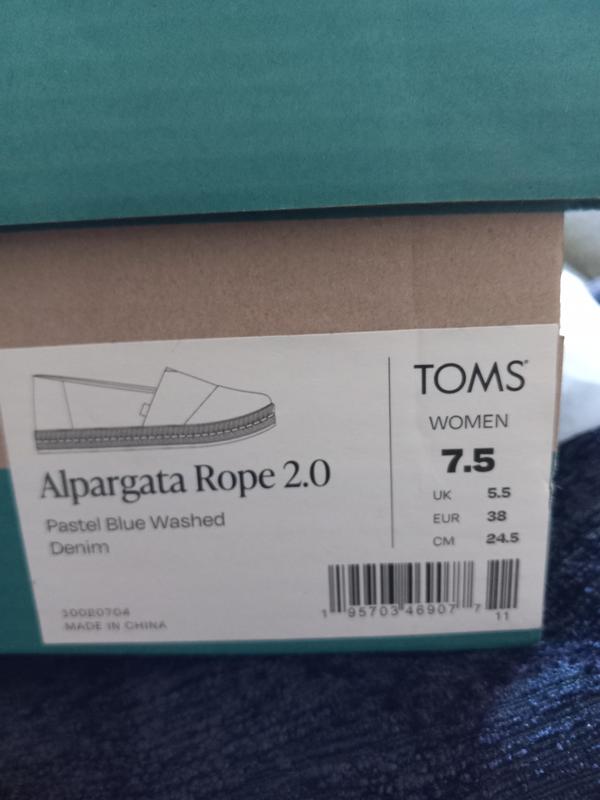 TOMS
WOMEN
7.5
UK 5.5
EUR 38
CM 24.5
Alpargata Rope 2.0
Pastel Blue Washed
Denim
10020704
MADE IN CHINA
1 95703 46907 7
11